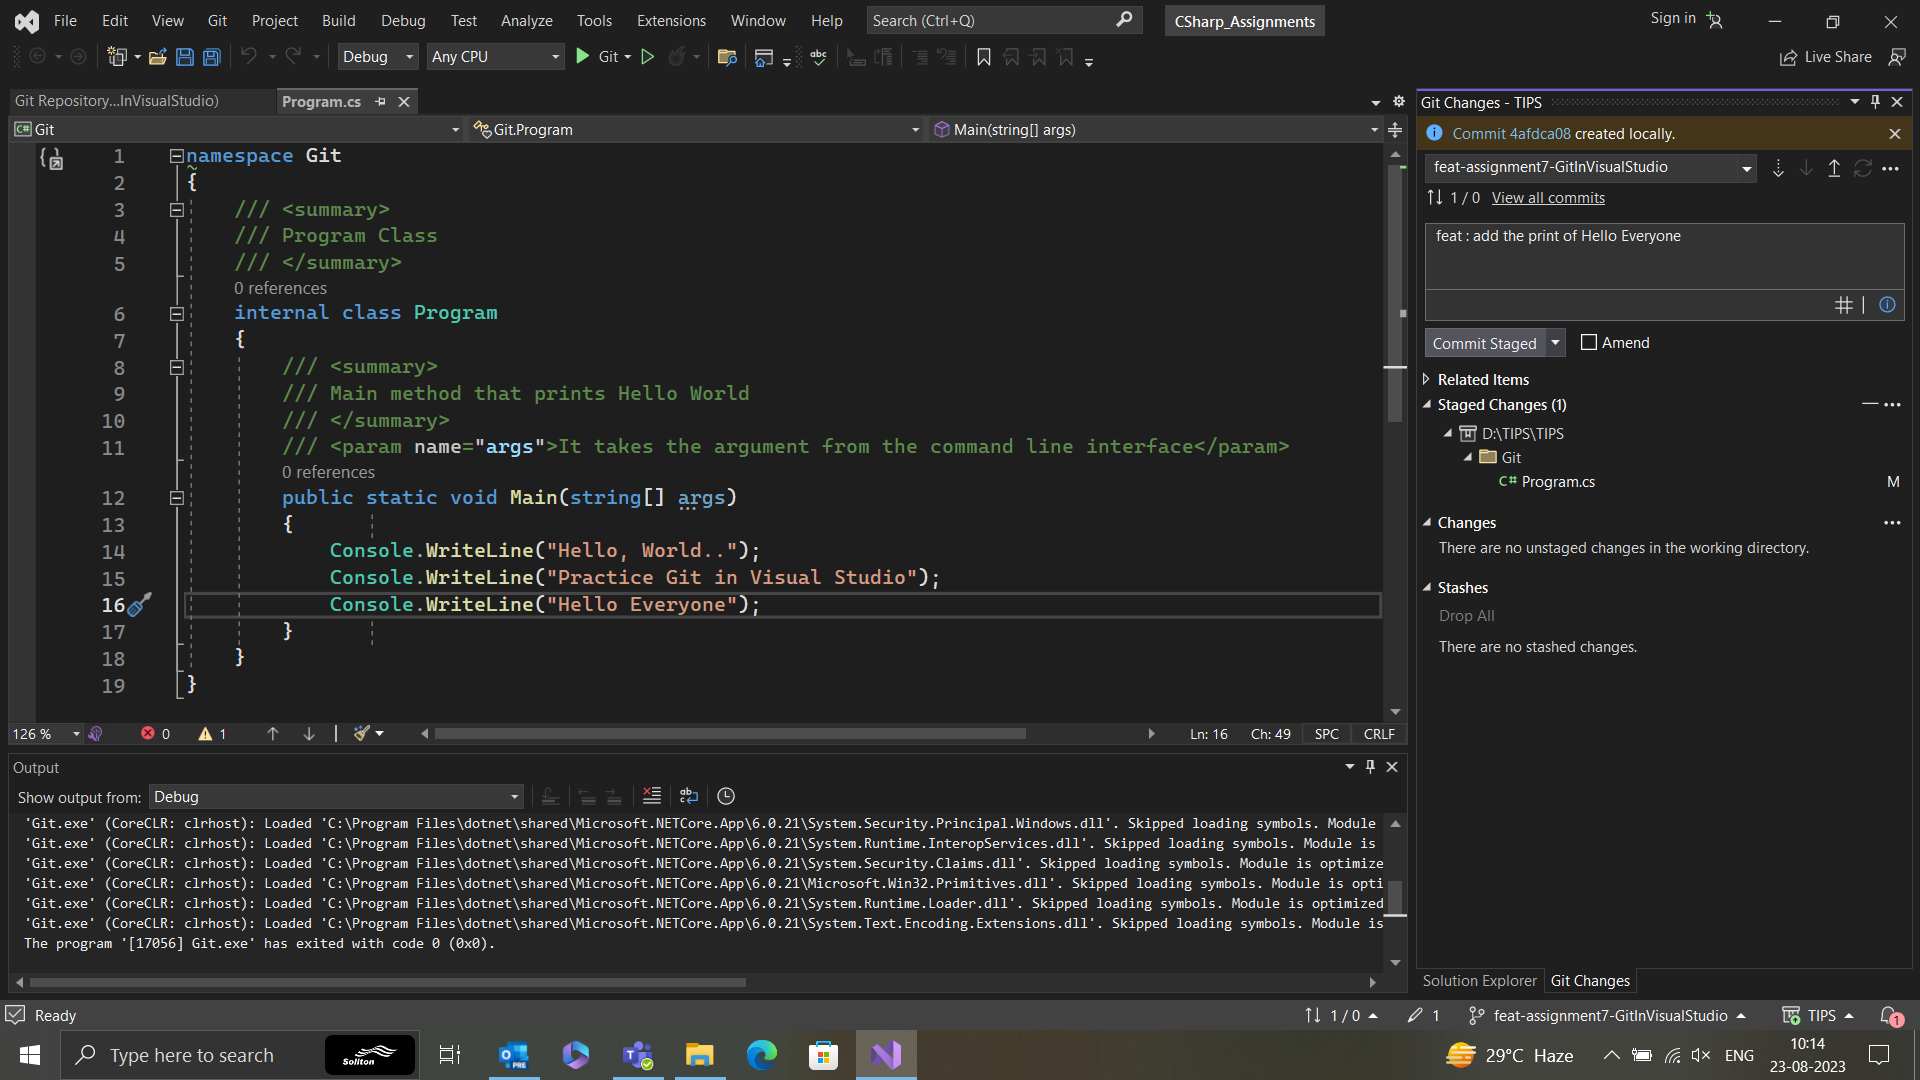 File Edit View Git Project Build Debug Test Analyze Tools Extensions Window Help Search (Ctrl+Q) CSharp_Assignments Sign in
Debug Any CPU Git Live Share
Git Repository...InVisualStudio) Program.cs
Git Git.Program Main(string[] args)
1 namespace Git
2 {
3 /// <summary>
4 /// Program Class
5 /// </summary>
0 references
6 internal class Program
7 {
8 /// <summary>
9 /// Main method that prints Hello World
10 /// </summary>
11 /// <param name="args">It takes the argument from the command line interface</param>
0 references
12 public static void Main(string[] args)
13 {
14 Console.WriteLine("Hello, World..");
15 Console.WriteLine("Practice Git in Visual Studio");
16 Console.WriteLine("Hello Everyone");
17 }
18 }
19 }
126 % 0 1 Ln: 16 Ch: 49 SPC CRLF
Output
Show output from: Debug
'Git.exe' (CoreCLR: clrhost): Loaded 'C:\Program Files\dotnet\shared\Microsoft.NETCore.App\6.0.21\System.Security.Principal.Windows.dll'. Skipped loading symbols. Module
'Git.exe' (CoreCLR: clrhost): Loaded 'C:\Program Files\dotnet\shared\Microsoft.NETCore.App\6.0.21\System.Runtime.InteropServices.dll'. Skipped loading symbols. Module is
'Git.exe' (CoreCLR: clrhost): Loaded 'C:\Program Files\dotnet\shared\Microsoft.NETCore.App\6.0.21\System.Security.Claims.dll'. Skipped loading symbols. Module is optimize
'Git.exe' (CoreCLR: clrhost): Loaded 'C:\Program Files\dotnet\shared\Microsoft.NETCore.App\6.0.21\Microsoft.Win32.Primitives.dll'. Skipped loading symbols. Module is opti
'Git.exe' (CoreCLR: clrhost): Loaded 'C:\Program Files\dotnet\shared\Microsoft.NETCore.App\6.0.21\System.Runtime.Loader.dll'. Skipped loading symbols. Module is optimized
'Git.exe' (CoreCLR: clrhost): Loaded 'C:\Program Files\dotnet\shared\Microsoft.NETCore.App\6.0.21\System.Text.Encoding.Extensions.dll'. Skipped loading symbols. Module is
The program '[17056] Git.exe' has exited with code 0 (0x0).
Git Changes - TIPS
Commit 4afdca08 created locally.
feat-assignment7-GitInVisualStudio
1 / 0 View all commits
feat : add the print of Hello Everyone
Commit Staged Amend
Related Items
Staged Changes (1)
D:\TIPS\TIPS
Git
C# Program.cs M
Changes
There are no unstaged changes in the working directory.
Stashes
Drop All
There are no stashed changes.
Solution Explorer Git Changes
Ready 1 / 0 1 feat-assignment7-GitInVisualStudio TIPS 1
Type here to search Soliton PRE 29°C Haze ENG 10:14
23-08-2023